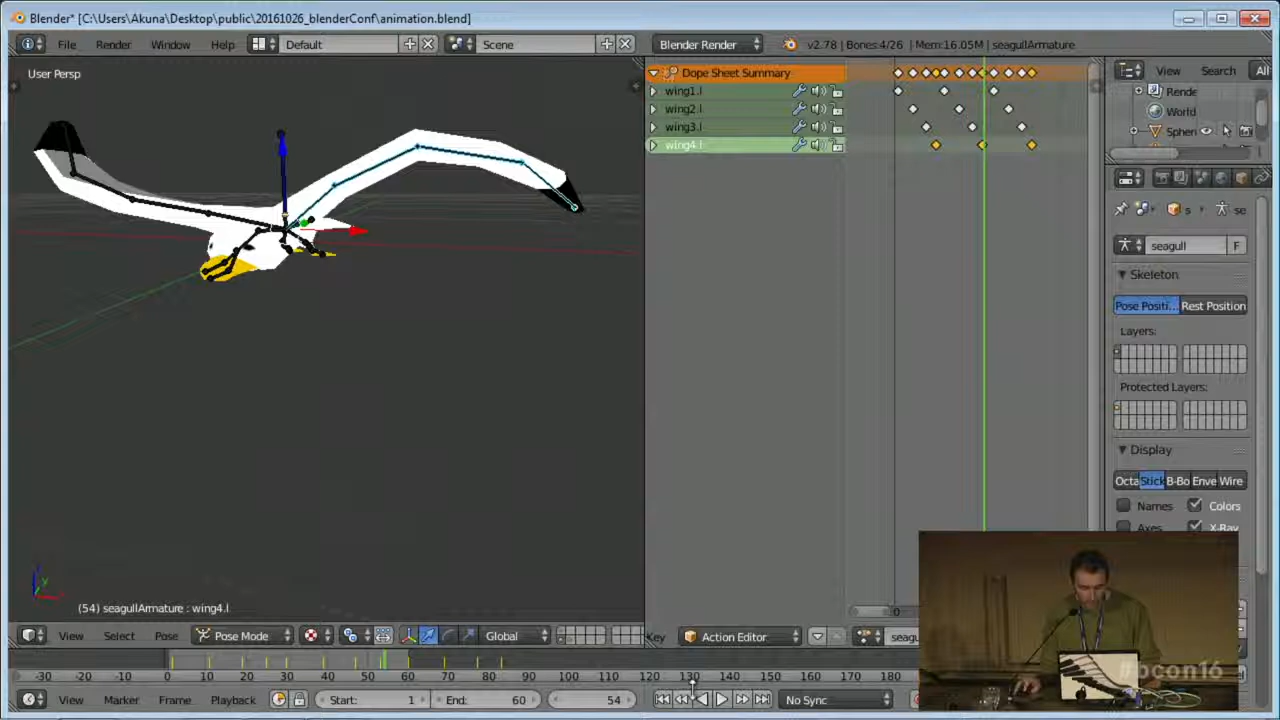 Blender* [C:\Users\Akuna\Desktop\public\20161026_blenderConf\animation.blend]
File Render Window Help Default Scene Blender Render v2.78 | Bones:4/26 | Mem:16.05M | seagullArmature
User Persp
Dope Sheet Summary
wing1.l
wing2.l
wing3.l
wing4.l
View Search All
Rende
World
Spher
s se
seagull F
Skeleton
Pose Positi... Rest Position
Layers:
Protected Layers:
Display
Octa Stick B-Bo Enve Wire
Names Colors
Axes X-Ray
(54) seagullArmature : wing4.l
View Select Pose Pose Mode Global
Key Action Editor seagu
0
-30 -20 -10 0 10 20 30 40 50 60 70 80 90 100 110 120 130 140 150 160 170 180
View Marker Frame Playback Start: 1 End: 60 54 No Sync
#bcon16